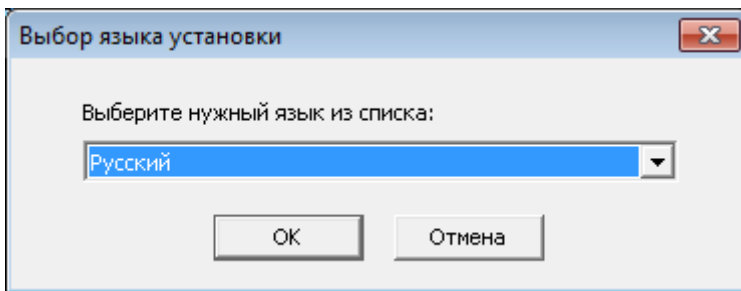 Выбор языка установки
Выберите нужный язык из списка:
Русский
OK Отмена